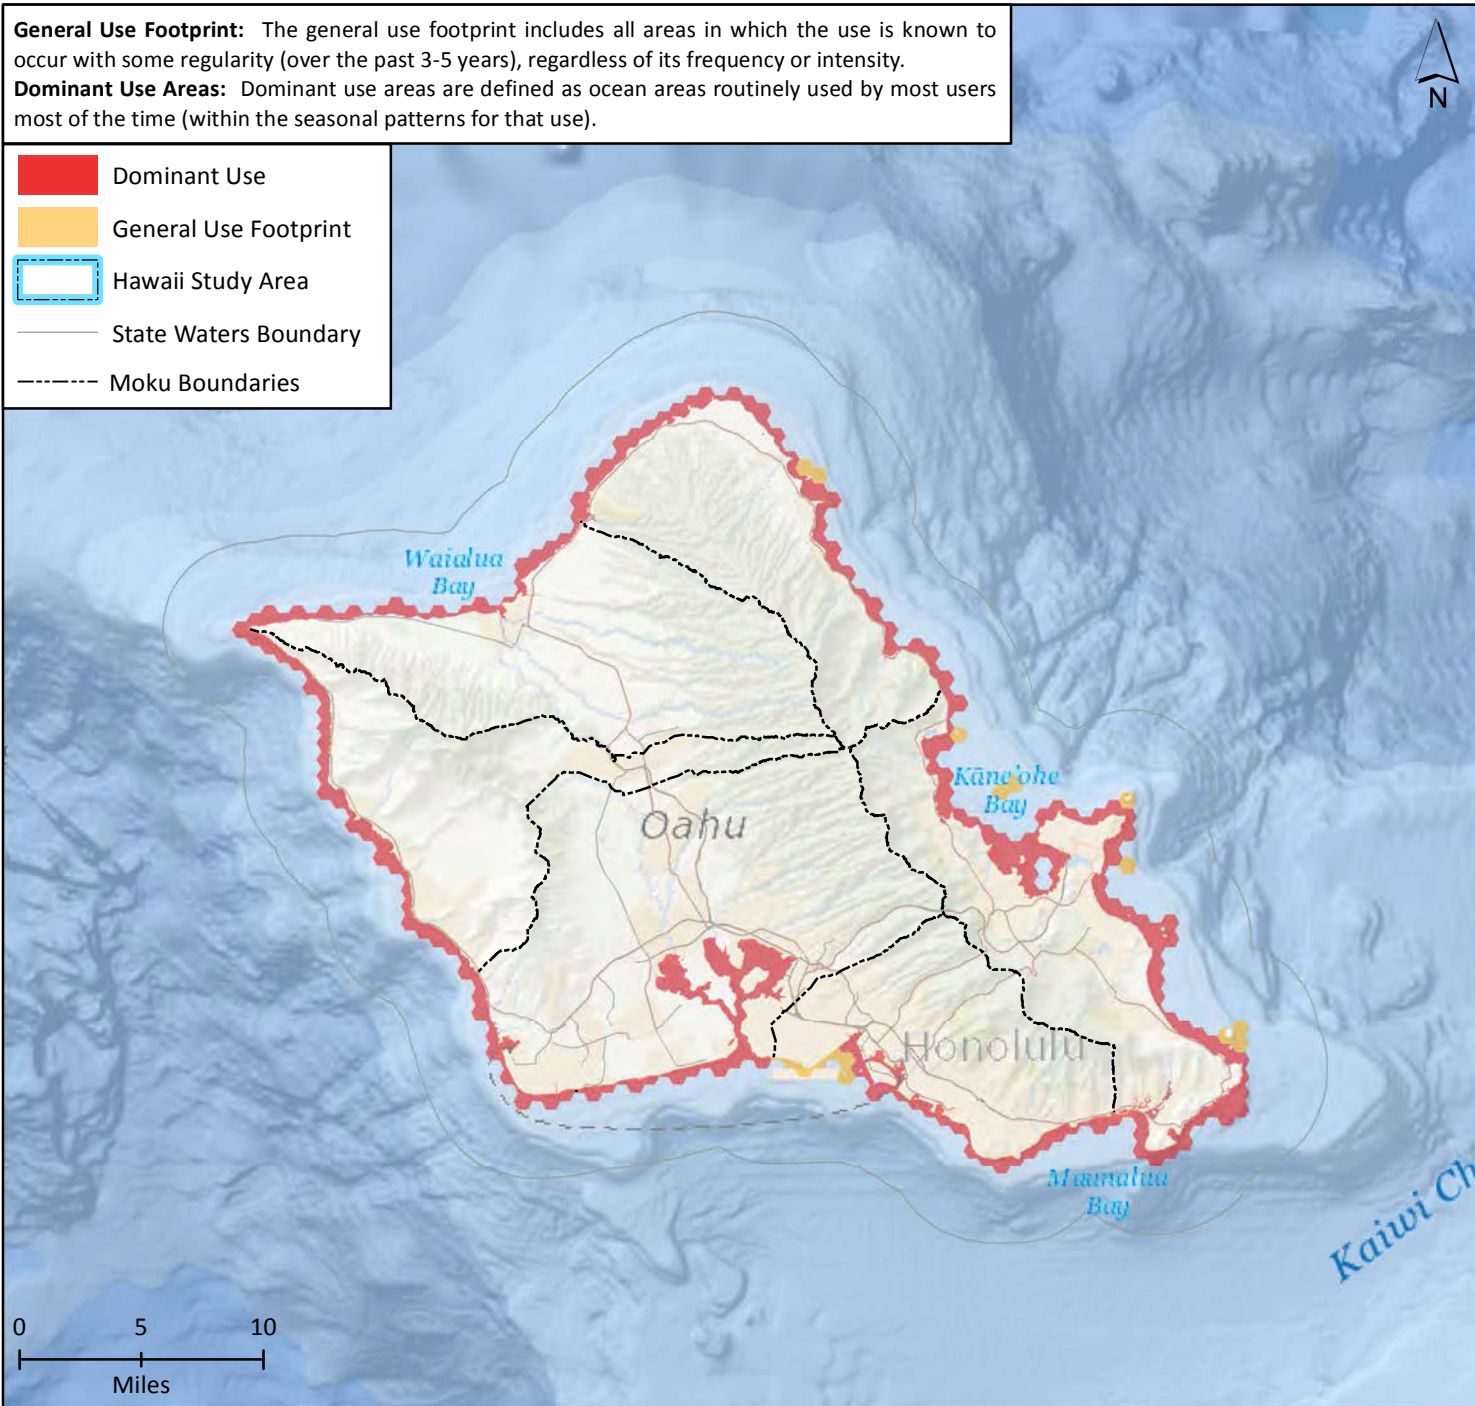 General Use Footprint: The general use footprint includes all areas in which the use is known to
occur with some regularity (over the past 3-5 years), regardless of its frequency or intensity.
Dominant Use Areas: Dominant use areas are defined as ocean areas routinely used by most users
most of the time (within the seasonal patterns for that use).
N
Dominant Use
General Use Footprint
Hawaii Study Area
State Waters Boundary
Moku Boundaries
Waialua
Bay
Kāne'ohe
Bay
Oahu
Honolulu
Maunalua
Bay
Kaiwi Ch
0 5 10
Miles